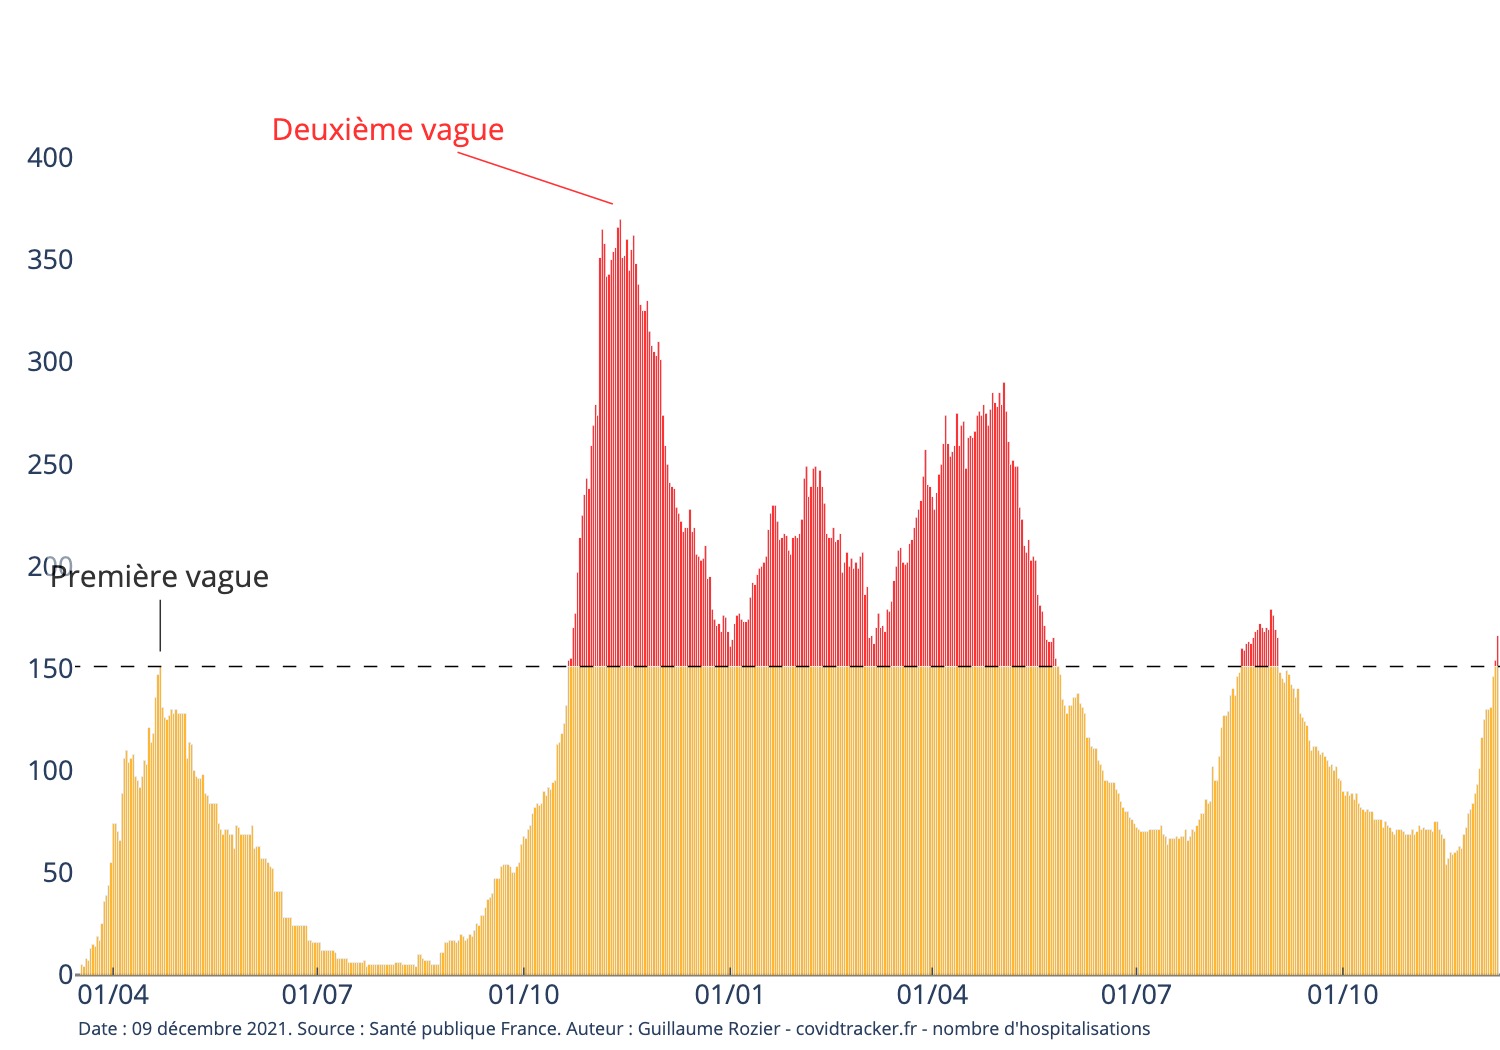 Deuxième vague
400
350
300
250
200
Première vague
150
100
50
0
01/04 01/07 01/10 01/01 01/04 01/07 01/10
Date : 09 décembre 2021. Source : Santé publique France. Auteur : Guillaume Rozier - covidtracker.fr - nombre d'hospitalisations